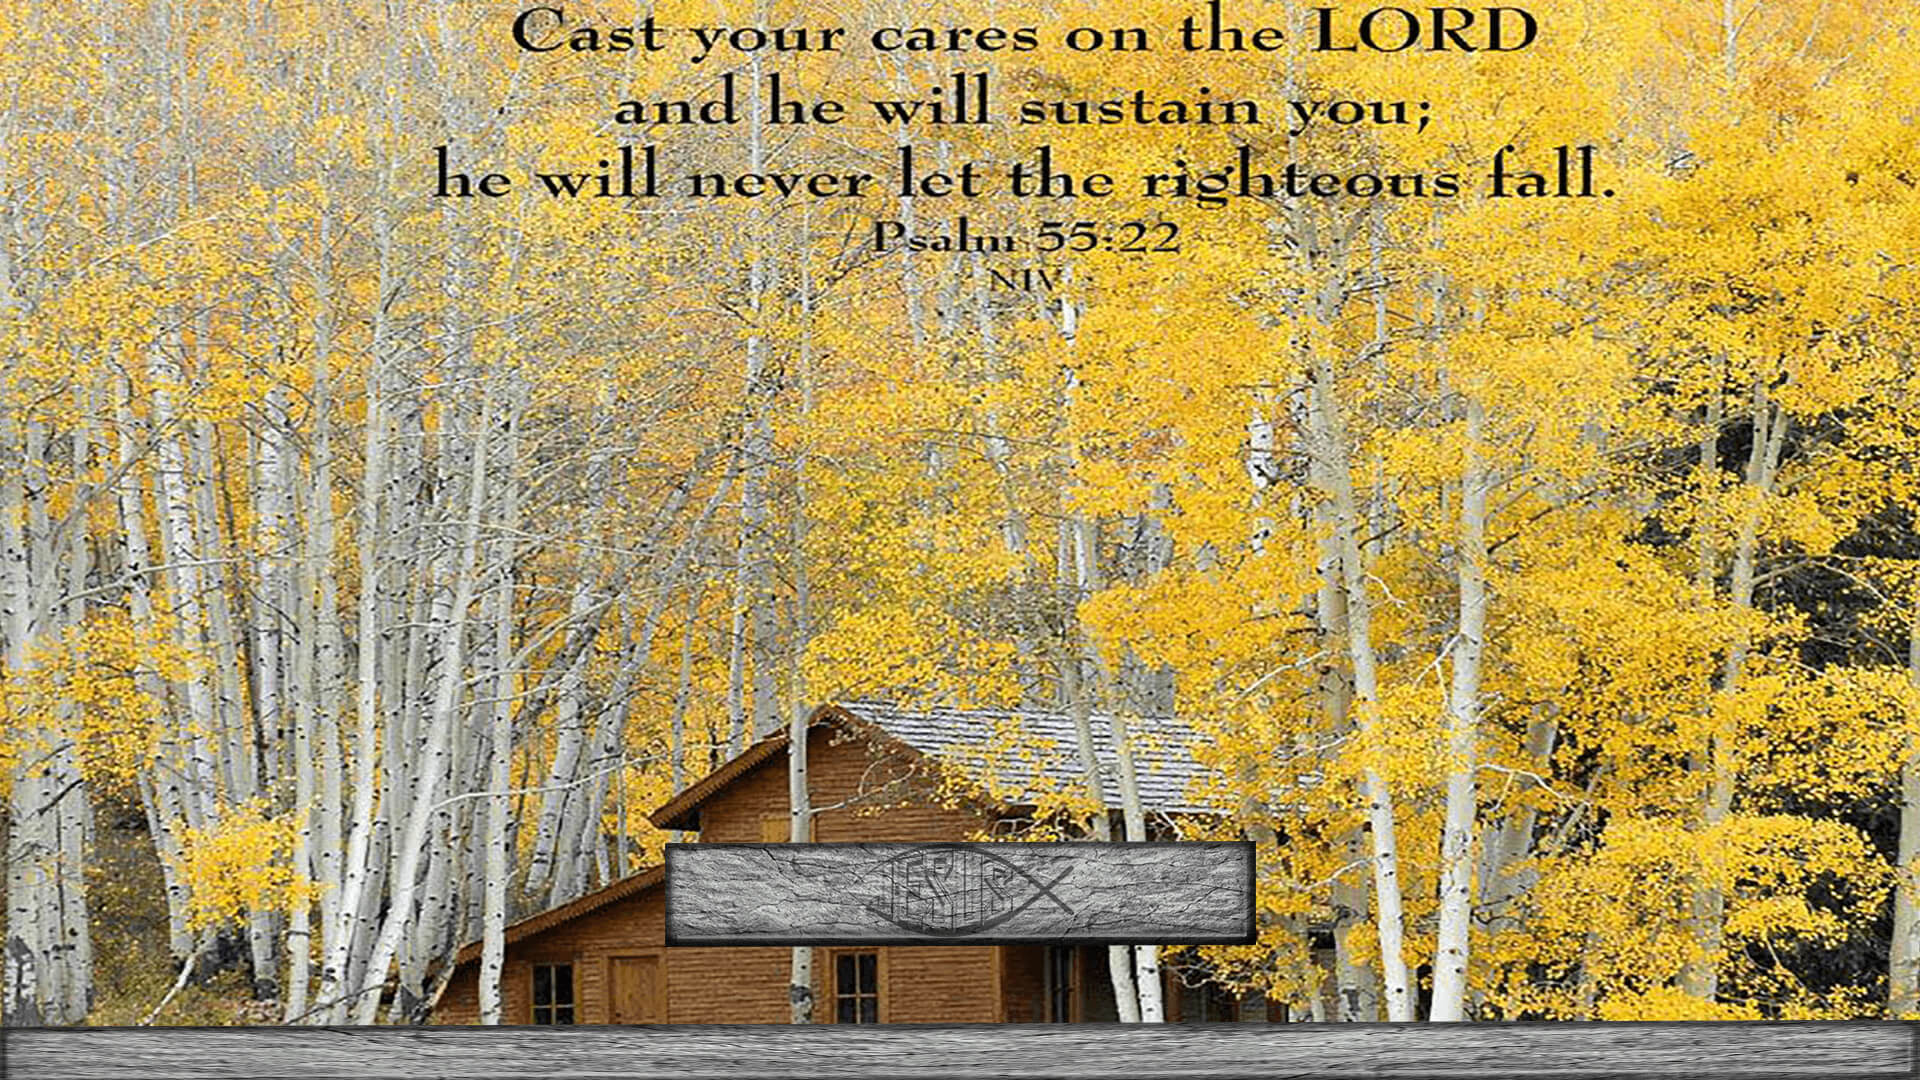 Cast your cares on the LORD
and he will sustain you;
he will never let the righteous fall.
Psalm 55:22
NIV
JESUS